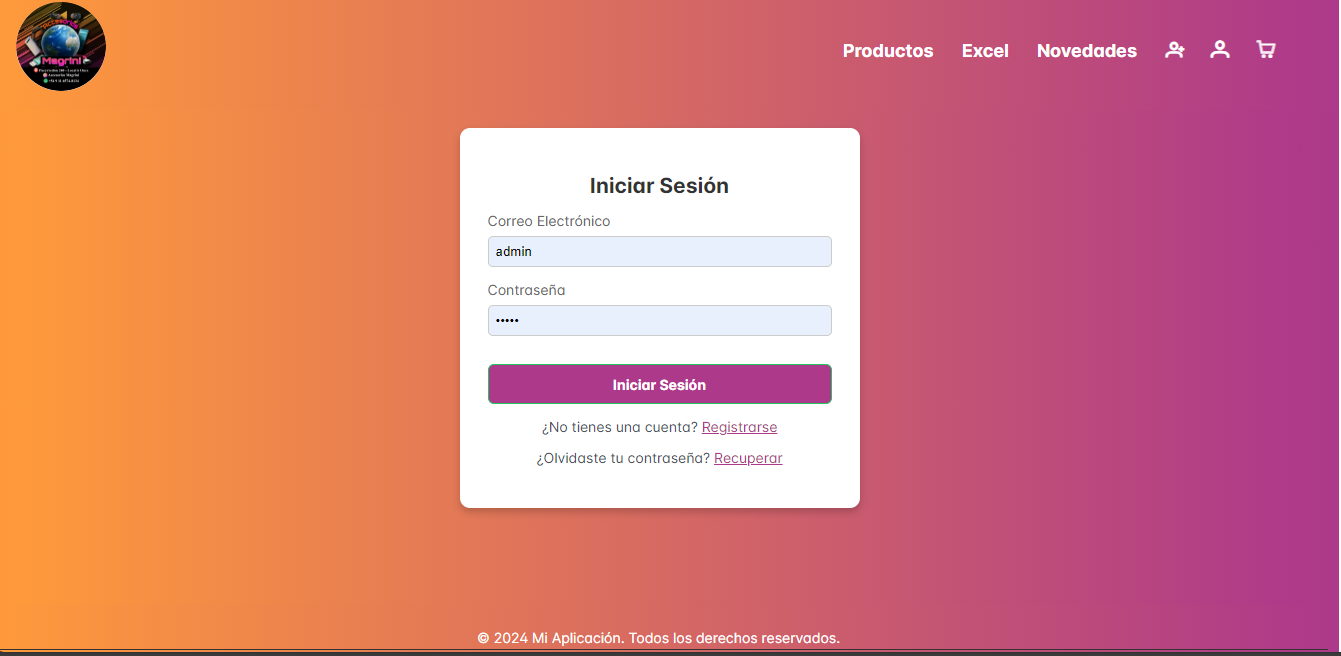 Accesorios
Magrini
Productos Excel Novedades
Iniciar Sesión
Correo Electrónico
admin
Contraseña
•••••
Iniciar Sesión
¿No tienes una cuenta? Registrarse
¿Olvidaste tu contraseña? Recuperar
© 2024 Mi Aplicación. Todos los derechos reservados.